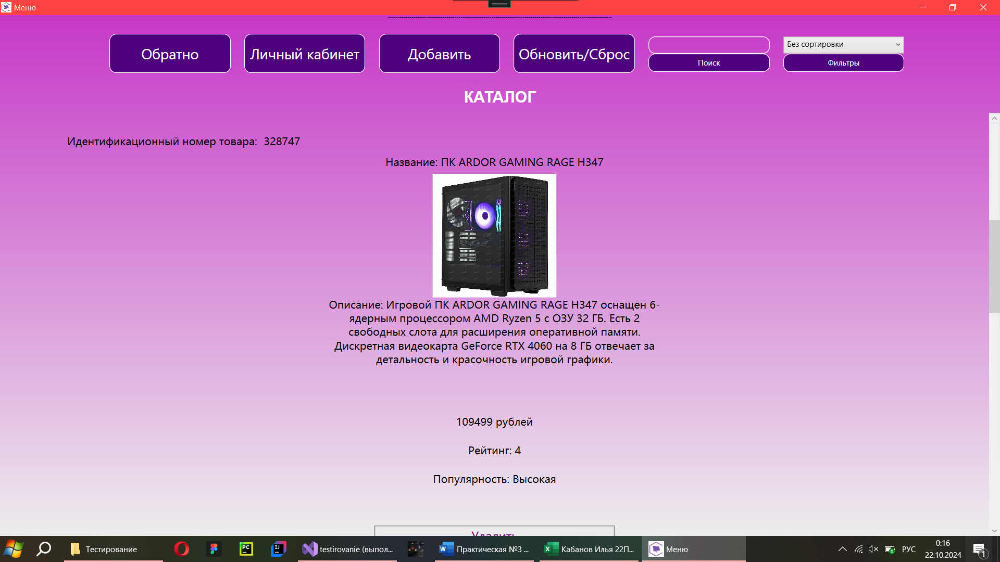 Меню
Обратно
Личный кабинет
Добавить
Обновить/Сброс
Поиск
Без сортировки
Фильтры
КАТАЛОГ
Идентификационный номер товара: 328747
Название: ПК ARDOR GAMING RAGE H347
Описание: Игровой ПК ARDOR GAMING RAGE H347 оснащен 6-
ядерным процессором AMD Ryzen 5 с ОЗУ 32 ГБ. Есть 2
свободных слота для расширения оперативной памяти.
Дискретная видеокарта GeForce RTX 4060 на 8 ГБ отвечает за
детальность и красочность игровой графики.
109499 рублей
Рейтинг: 4
Популярность: Высокая
Удалить
Тестирование
PC
IJ
testirovanie (выпол...
W
Практическая №3 ...
X
Кабанов Илья 22П...
Меню
РУС
0:16
22.10.2024
1